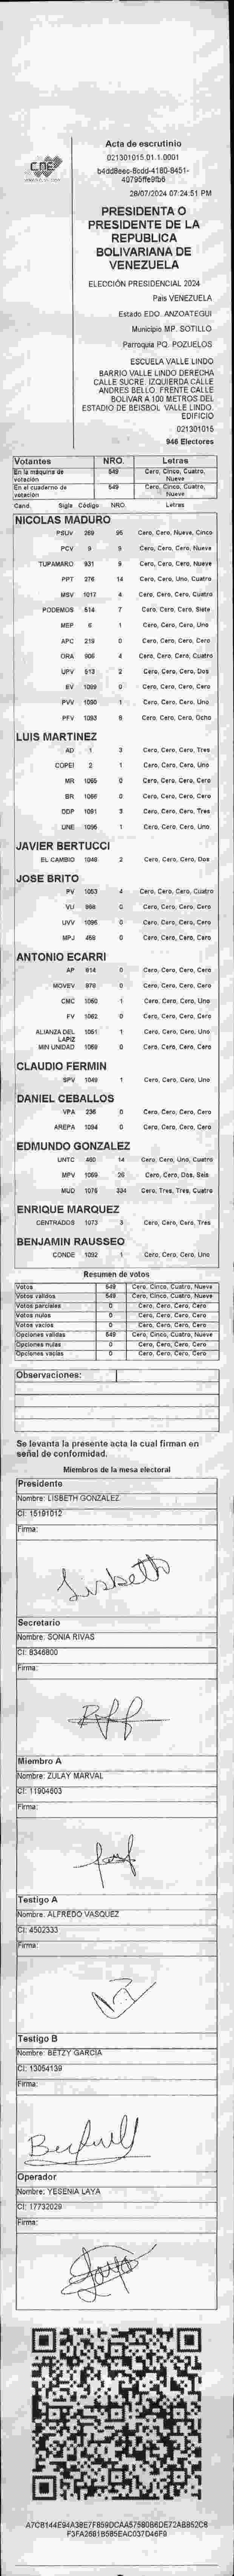 CNE
Acta de escrutinio
021301015.01.1.0001
28/07/2024 07:24:51 PM
PRESIDENTA O
PRESIDENTE DE LA
REPUBLICA
BOLIVARIANA DE
VENEZUELA
ELECCIÓN PRESIDENCIAL 2024
Pais VENEZUELA
Estado EDO. ANZOATEGUI
Municipio MP. SOTILLO
Parroquia PQ. POZUELOS
ESCUELA VALLE LINDO
BARRIO VALLE LINDO DERECHA
CALLE SUCRE. IZQUIERDA CALLE
ANDRES BELLO. FRENTE CALLE
BOLIVAR A 100 METROS DEL
ESTADIO DE BEISBOL VALLE LINDO.
EDIFICIO
021301015
946 Electores
Votantes NRO. Letras
En la máquina de votación 549 Cero, Cinco, Cuatro, Nueve
En el cuaderno de votación 549 Cero, Cinco, Cuatro, Nueve
Cand. Sigla Código NRO. Letras
NICOLAS MADURO
PSUV 269 95 Cero, Cero, Nueve, Cinco
PCV 9 9 Cero, Cero, Cero, Nueve
TUPAMARO 931 9 Cero, Cero, Cero, Nueve
PPT 276 14 Cero, Cero, Uno, Cuatro
MSV 1017 4 Cero, Cero, Cero, Cuatro
PODEMOS 514 7 Cero, Cero, Cero, Siete
MEP 6 1 Cero, Cero, Cero, Uno
APC 219 0 Cero, Cero, Cero, Cero
ORA 906 4 Cero, Cero, Cero, Cuatro
UPV 513 2 Cero, Cero, Cero, Dos
EV 1089 0 Cero, Cero, Cero, Cero
PVV 1090 1 Cero, Cero, Cero, Uno
PFV 1093 8 Cero, Cero, Cero, Ocho
LUIS MARTINEZ
AD 1 3 Cero, Cero, Cero, Tres
COPEI 2 1 Cero, Cero, Cero, Uno
MR 1065 0 Cero, Cero, Cero, Cero
BR 1066 0 Cero, Cero, Cero, Cero
DDP 1091 3 Cero, Cero, Cero, Tres
UNE 1056 1 Cero, Cero, Cero, Uno
JAVIER BERTUCCI
EL CAMBIO 1048 2 Cero, Cero, Cero, Dos
JOSE BRITO
PV 1053 4 Cero, Cero, Cero, Cuatro
VU 968 0 Cero, Cero, Cero, Cero
UVV 1096 0 Cero, Cero, Cero, Cero
MPJ 459 0 Cero, Cero, Cero, Cero
ANTONIO ECARRI
AP 914 0 Cero, Cero, Cero, Cero
MOVEV 979 0 Cero, Cero, Cero, Cero
CMC 1060 1 Cero, Cero, Cero, Uno
FV 1062 0 Cero, Cero, Cero, Cero
ALIANZA DEL LAPIZ 1051 1 Cero, Cero, Cero, Uno
MIN UNIDAD 1059 0 Cero, Cero, Cero, Cero
CLAUDIO FERMIN
SPV 1049 1 Cero, Cero, Cero, Uno
DANIEL CEBALLOS
VPA 236 0 Cero, Cero, Cero, Cero
AREPA 1094 0 Cero, Cero, Cero, Cero
EDMUNDO GONZALEZ
UNTC 460 14 Cero, Cero, Uno, Cuatro
MPV 1069 26 Cero, Cero, Dos, Seis
MUD 1076 334 Cero, Tres, Tres, Cuatro
ENRIQUE MARQUEZ
CENTRADOS 1073 3 Cero, Cero, Cero, Tres
BENJAMIN RAUSSEO
CONDE 1032 1 Cero, Cero, Cero, Uno
Resumen de votos
Votos 549 Cero, Cinco, Cuatro, Nueve
Votos validos 549 Cero, Cinco, Cuatro, Nueve
Votos parciales 0 Cero, Cero, Cero, Cero
Votos nulos 0 Cero, Cero, Cero, Cero
Votos vacios 0 Cero, Cero, Cero, Cero
Opciones validas 549 Cero, Cinco, Cuatro, Nueve
Opciones nulas 0 Cero, Cero, Cero, Cero
Opciones vacias 0 Cero, Cero, Cero, Cero
Observaciones:
Se levanta la presente acta la cual firman en
señal de conformidad.
Miembros de la mesa electoral
Presidente
Nombre: LISBETH GONZALEZ
CI: 15191012
Firma:
Lisbeth
Secretario
Nombre: SONIA RIVAS
CI: 8346800
Firma:
Miembro A
Nombre: ZULAY MARVAL
CI: 11904603
Firma:
Testigo A
Nombre: ALFREDO VASQUEZ
CI: 4502333
Firma:
Testigo B
Nombre: BETZY GARCIA
CI: 13054139
Firma:
Operador
Nombre: YESENIA LAYA
CI: 17732029
Firma: